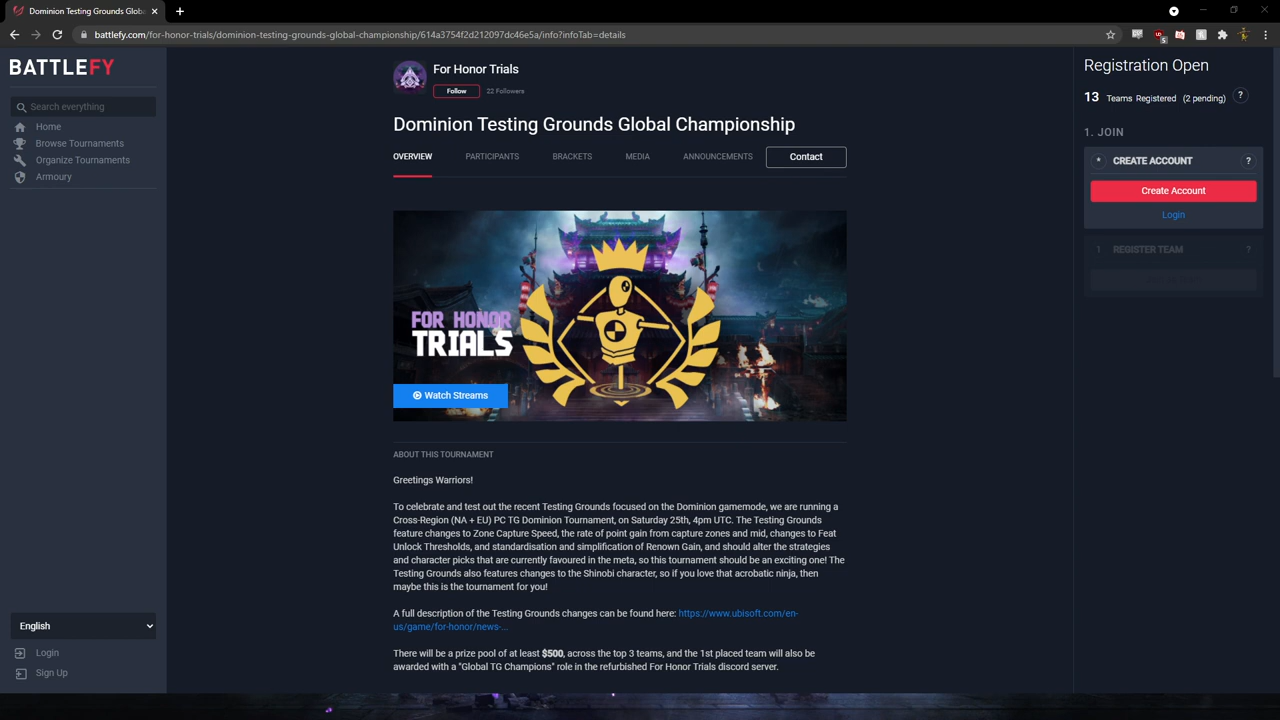 Dominion Testing Grounds Globa
battlefy.com/for-honor-trials/dominion-testing-grounds-global-championship/614a3754f2d212097dc46e5a/info?infoTab=details
BATTLEFY
Search everything
Home
Browse Tournaments
Organize Tournaments
Armoury
English
Login
Sign Up
For Honor Trials
Follow
22 Followers
Dominion Testing Grounds Global Championship
OVERVIEW
PARTICIPANTS
BRACKETS
MEDIA
ANNOUNCEMENTS
Contact
FOR HONOR
TRIALS
Watch Streams
ABOUT THIS TOURNAMENT
Greetings Warriors!
To celebrate and test out the recent Testing Grounds focused on the Dominion gamemode, we are running a
Cross-Region (NA + EU) PC TG Dominion Tournament, on Saturday 25th, 4pm UTC. The Testing Grounds
feature changes to Zone Capture Speed, the rate of point gain from capture zones and mid, changes to Feat
Unlock Thresholds, and standardisation and simplification of Renown Gain, and should alter the strategies
and character picks that are currently favoured in the meta, so this tournament should be an exciting one! The
Testing Grounds also features changes to the Shinobi character, so if you love that acrobatic ninja, then
maybe this is the tournament for you!
A full description of the Testing Grounds changes can be found here: https://www.ubisoft.com/en-
us/game/for-honor/news-...
There will be a prize pool of at least $500, across the top 3 teams, and the 1st placed team will also be
awarded with a "Global TG Champions" role in the refurbished For Honor Trials discord server.
Registration Open
13 Teams Registered (2 pending) ?
1. JOIN
* CREATE ACCOUNT ?
Create Account
Login
1 REGISTER TEAM ?